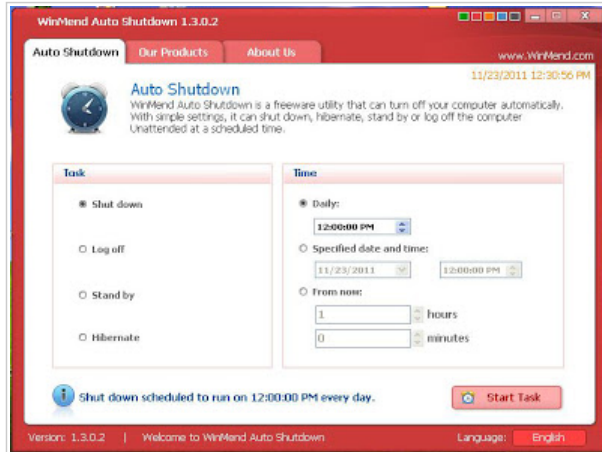 WinMend Auto Shutdown 1.3.0.2
Auto Shutdown
Our Products
About Us
www.WinMend.com
11/23/2011 12:30:56 PM
Auto Shutdown
WinMend Auto Shutdown is a freeware utility that can turn off your computer automatically.
With simple settings, it can shut down, hibernate, stand by or log off the computer
Unattended at a scheduled time.
Task
Shut down
Log off
Stand by
Hibernate
Time
Daily:
12:00:00 PM
Specified date and time:
11/23/2011 12:00:00 PM
From now:
1 hours
0 minutes
Shut down scheduled to run on 12:00:00 PM every day.
Start Task
Version: 1.3.0.2 | Welcome to WinMend Auto Shutdown
Language: English